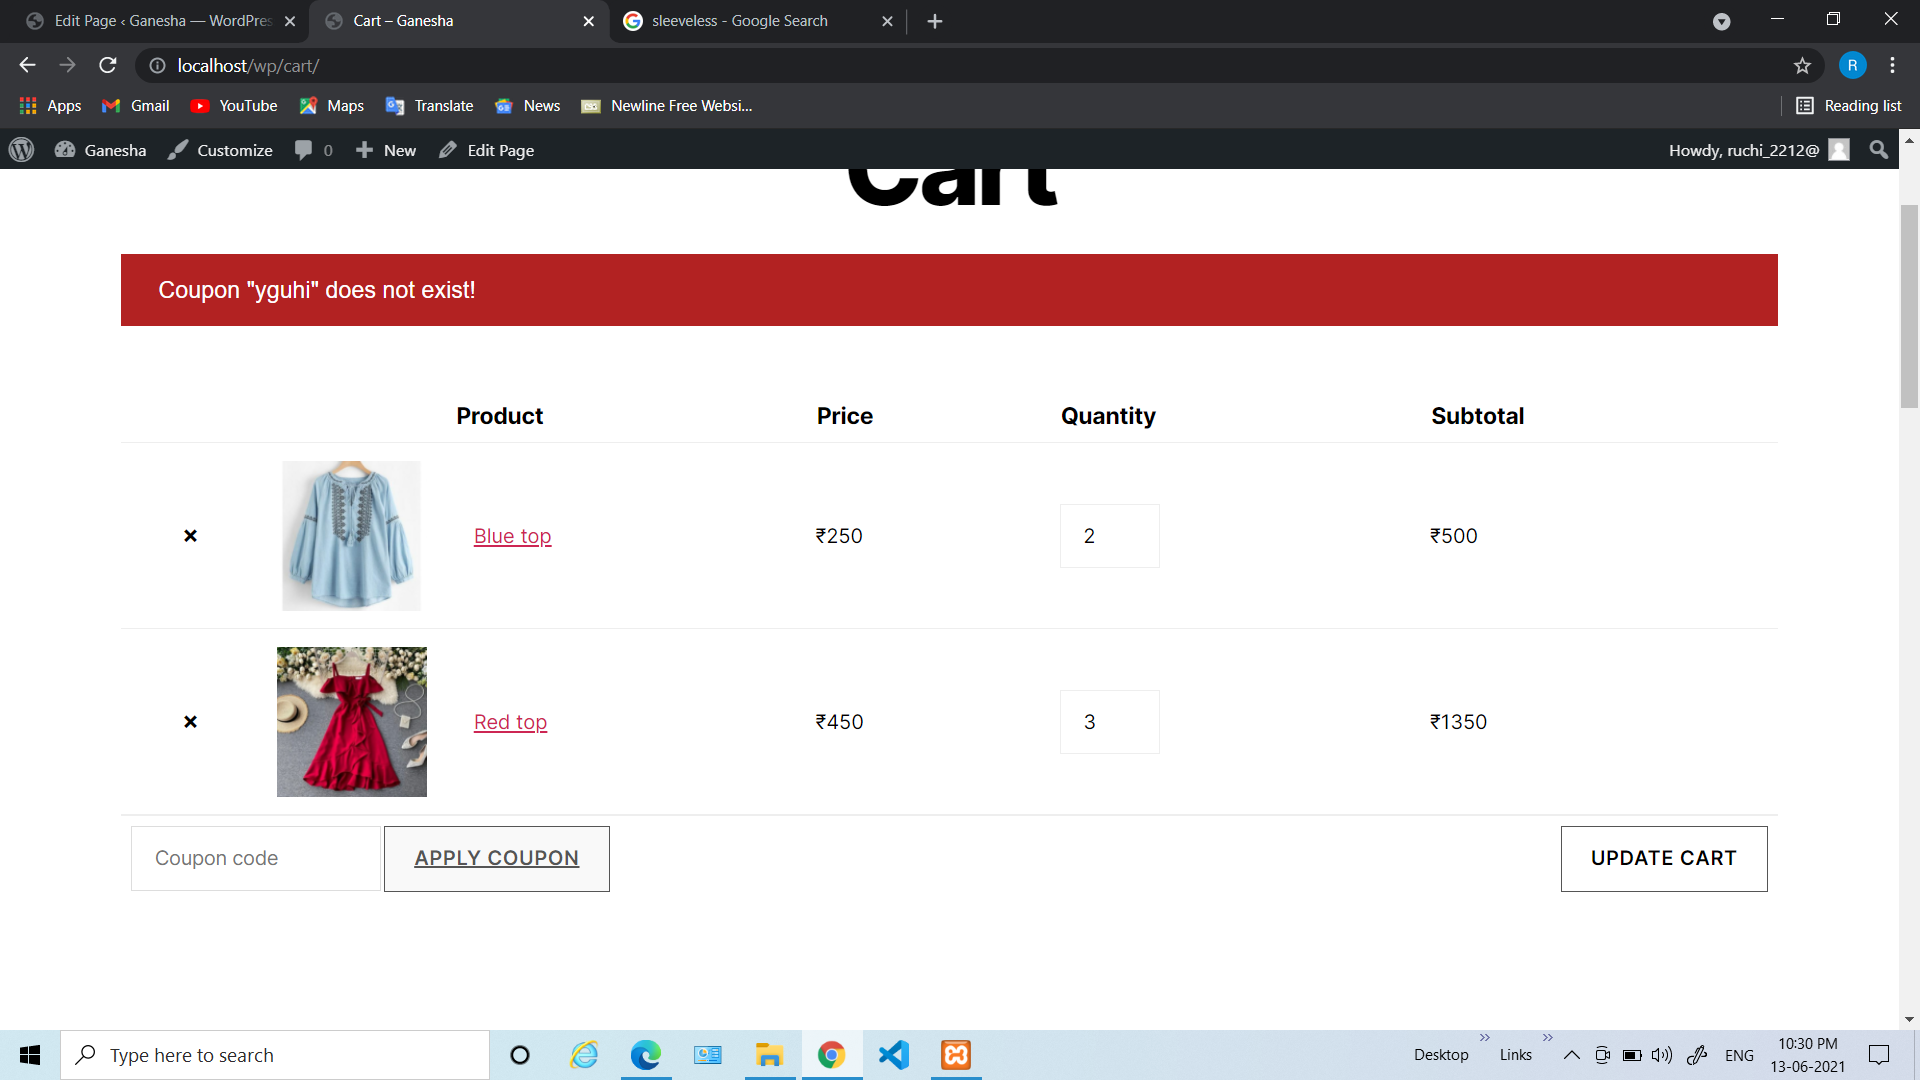 Edit Page ‹ Ganesha — WordPres
Cart – Ganesha
sleeveless - Google Search
localhost/wp/cart/
R
Apps
Gmail
YouTube
Maps
Translate
News
Newline Free Websi...
Reading list
Ganesha
Customize
0
New
Edit Page
Howdy, ruchi_2212@
Cart
Coupon "yguhi" does not exist!
Product Price Quantity Subtotal
× Blue top ₹250 2 ₹500
× Red top ₹450 3 ₹1350
Coupon code
APPLY COUPON
UPDATE CART
Type here to search
Desktop
Links
ENG
10:30 PM
13-06-2021